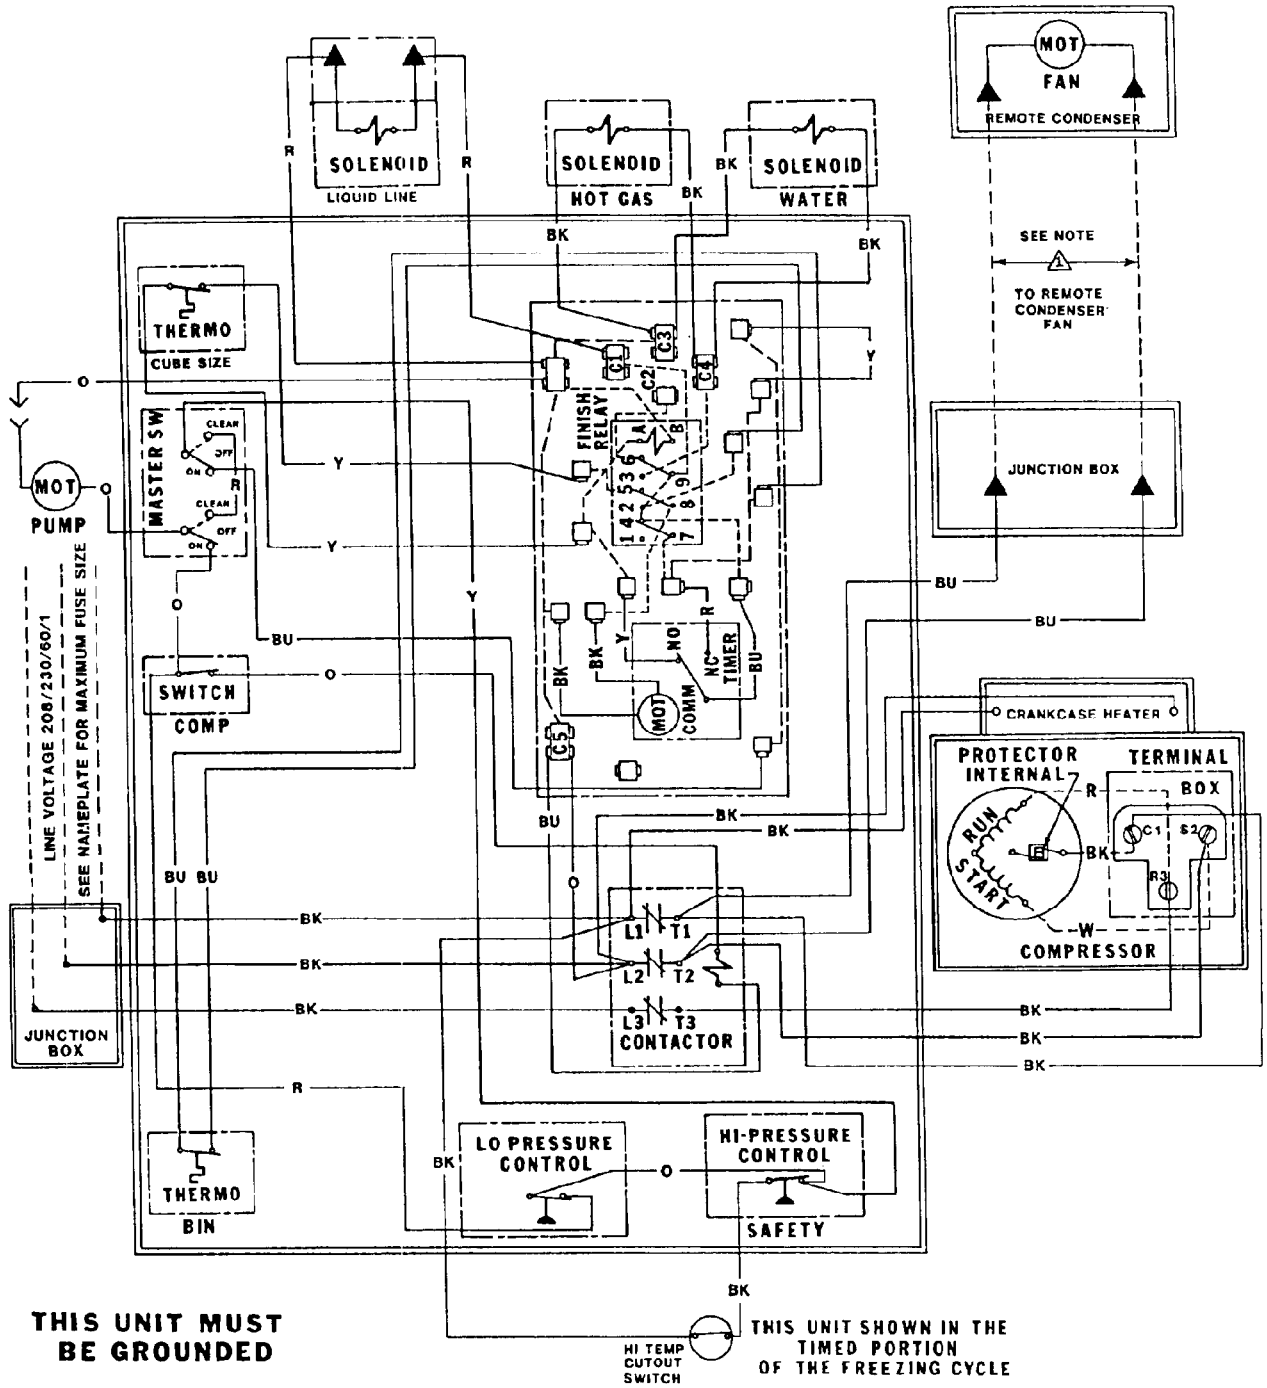 MOT
FAN
REMOTE CONDENSER
SOLENOID
LIQUID LINE
R
R
SOLENOID
HOT GAS
BK
BK
SOLENOID
WATER
BK
BK
SEE NOTE
1
TO REMOTE
CONDENSER
FAN
JUNCTION BOX
BU
BU
THERMO
CUBE SIZE
O
MOT
PUMP
O
MASTER SW
CLEAN
OFF
ON
R
CLEAN
OFF
ON
Y
Y
Y
O
BU
C1
C2
C3
C4
Y
FINISH
RELAY
A
B
1 4 2 5 3 6
7
8
9
R
Y
BK
BK
NO
NC
TIMER
BU
MOT
COMM
C5
LINE VOLTAGE 208/230/60/1
SEE NAMEPLATE FOR MAXIMUM FUSE SIZE
SWITCH
COMP
O
BU
BU
BU
O
BK
BK
CRANKCASE HEATER
PROTECTOR
INTERNAL
TERMINAL
BOX
R
RUN
START
BK
C1
S2
R3
W
COMPRESSOR
BK
BK
BK
L1
T1
L2
T2
L3
T3
CONTACTOR
BK
BK
BK
JUNCTION
BOX
R
THERMO
BIN
BK
LO PRESSURE
CONTROL
O
HI-PRESSURE
CONTROL
SAFETY
BK
HI TEMP
CUTOUT
SWITCH
THIS UNIT MUST
BE GROUNDED
THIS UNIT SHOWN IN THE
TIMED PORTION
OF THE FREEZING CYCLE